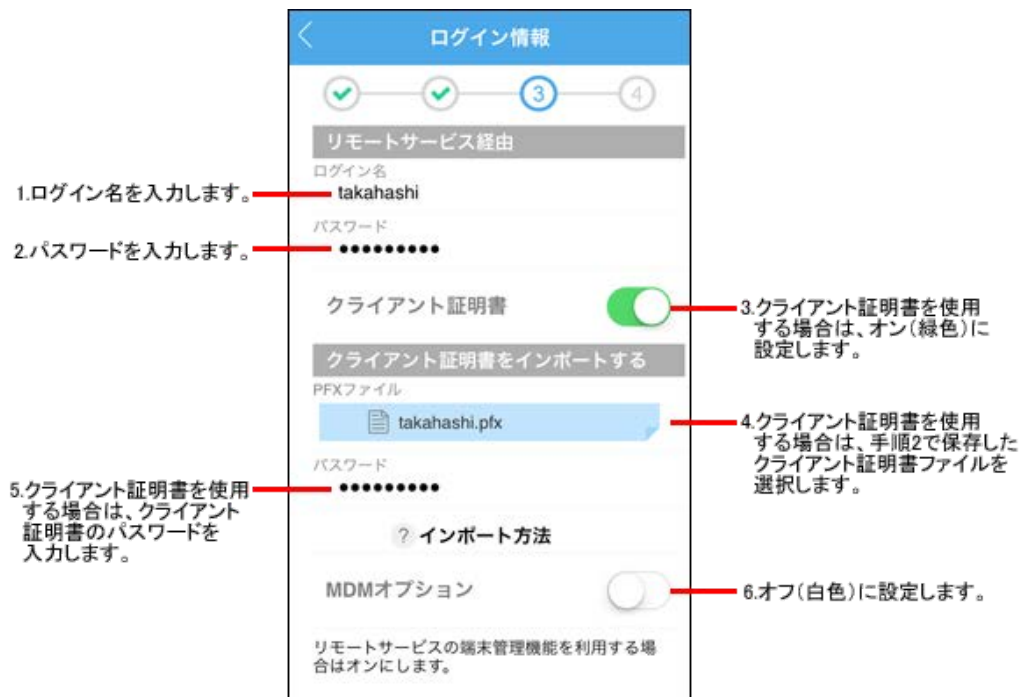 ログイン情報
3
4
リモートサービス経由
ログイン名
takahashi
1.ログイン名を入力します。
パスワード
•••••••••
2.パスワードを入力します。
クライアント証明書
3.クライアント証明書を使用
する場合は、オン(緑色)に
設定します。
クライアント証明書をインポートする
PFXファイル
takahashi.pfx
4.クライアント証明書を使用
する場合は、手順2で保存した
クライアント証明書ファイルを
選択します。
パスワード
•••••••••
5.クライアント証明書を使用
する場合は、クライアント
証明書のパスワードを
入力します。
? インポート方法
MDMオプション
6.オフ(白色)に設定します。
リモートサービスの端末管理機能を利用する場
合はオンにします。